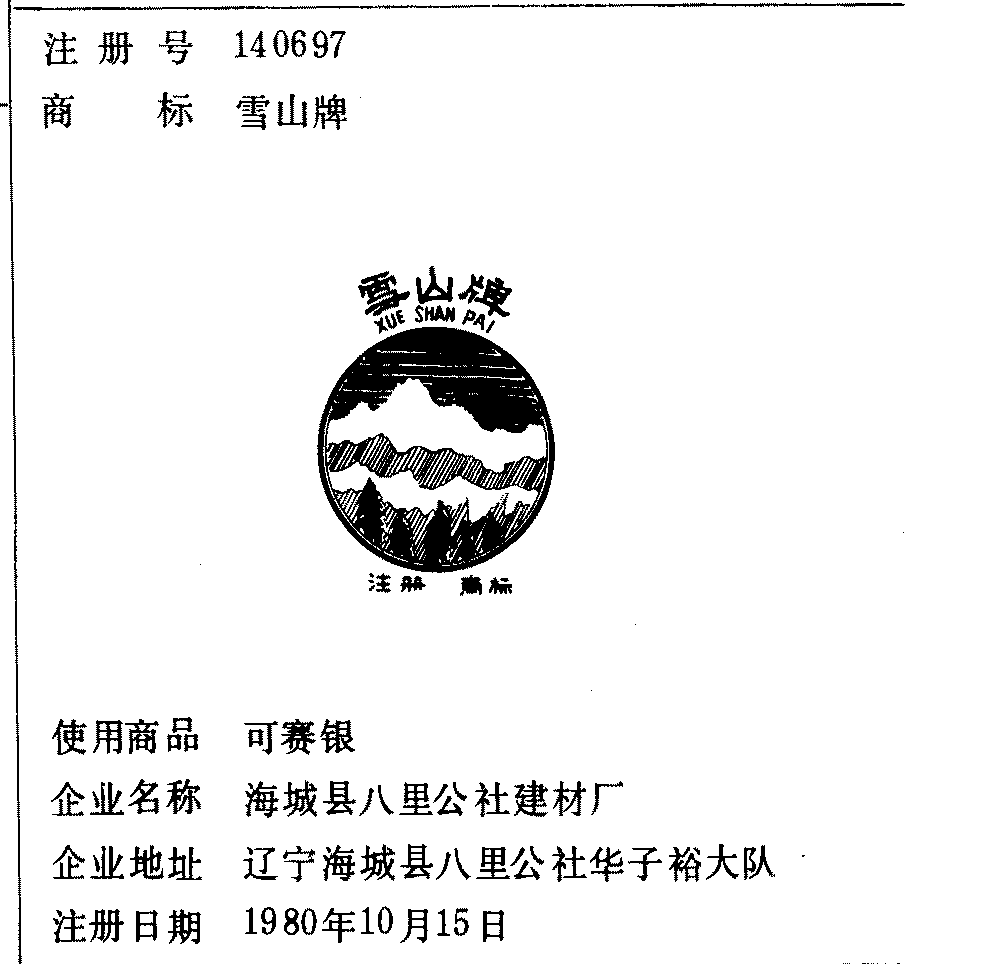 注册号 140697
商标 雪山牌
雪山牌
XUE SHAN PAI
注册 商标
使用商品 可赛银
企业名称 海城县八里公社建材厂
企业地址 辽宁海城县八里公社华子裕大队
注册日期 1980年10月15日